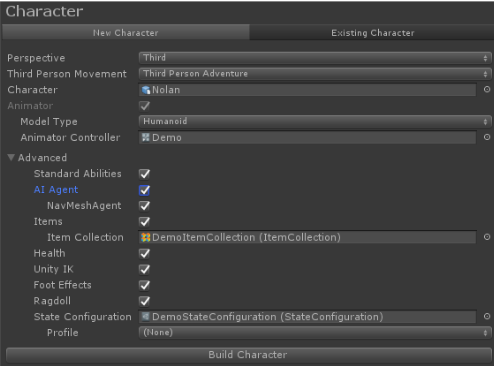 Character
New Character Existing Character
Perspective Third
Third Person Movement Third Person Adventure
Character Nolan
Animator
Model Type Humanoid
Animator Controller Demo
Advanced
Standard Abilities
AI Agent
NavMeshAgent
Items
Item Collection DemoItemCollection (ItemCollection)
Health
Unity IK
Foot Effects
Ragdoll
State Configuration DemoStateConfiguration (StateConfiguration)
Profile (None)
Build Character